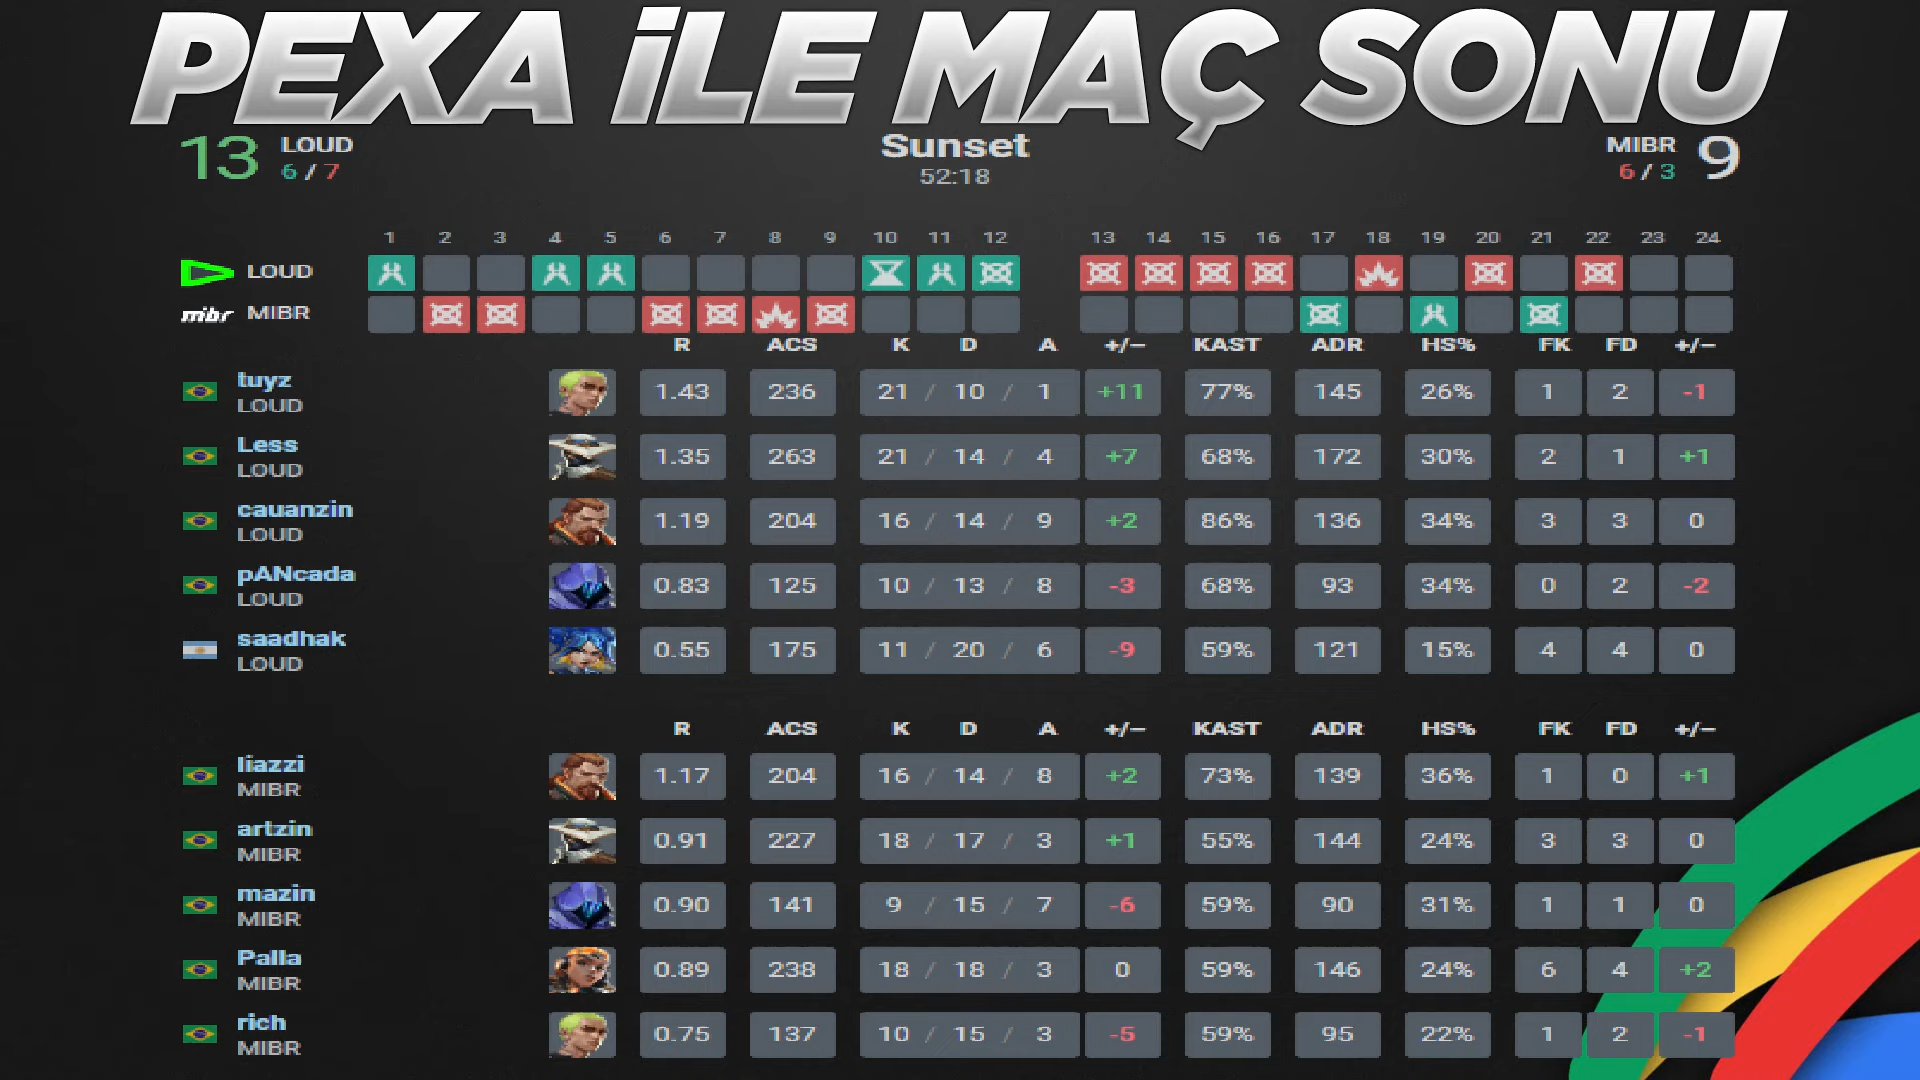 PEXA iLE MAÇ SONU
13 LOUD 6 / 7 Sunset 52:18 MIBR 6 / 3 9
1 2 3 4 5 6 7 8 9 10 11 12 13 14 15 16 17 18 19 20 21 22 23 24
LOUD
mibr MIBR
R ACS K D A +/− KAST ADR HS% FK FD +/−
tuyz LOUD 1.43 236 21 / 10 / 1 +11 77% 145 26% 1 2 -1
Less LOUD 1.35 263 21 / 14 / 4 +7 68% 172 30% 2 1 +1
cauanzin LOUD 1.19 204 16 / 14 / 9 +2 86% 136 34% 3 3 0
pANcada LOUD 0.83 125 10 / 13 / 8 -3 68% 93 34% 0 2 -2
saadhak LOUD 0.55 175 11 / 20 / 6 -9 59% 121 15% 4 4 0
R ACS K D A +/− KAST ADR HS% FK FD +/−
liazzi MIBR 1.17 204 16 / 14 / 8 +2 73% 139 36% 1 0 +1
artzin MIBR 0.91 227 18 / 17 / 3 +1 55% 144 24% 3 3 0
mazin MIBR 0.90 141 9 / 15 / 7 -6 59% 90 31% 1 1 0
Palla MIBR 0.89 238 18 / 18 / 3 0 59% 146 24% 6 4 +2
rich MIBR 0.75 137 10 / 15 / 3 -5 59% 95 22% 1 2 -1